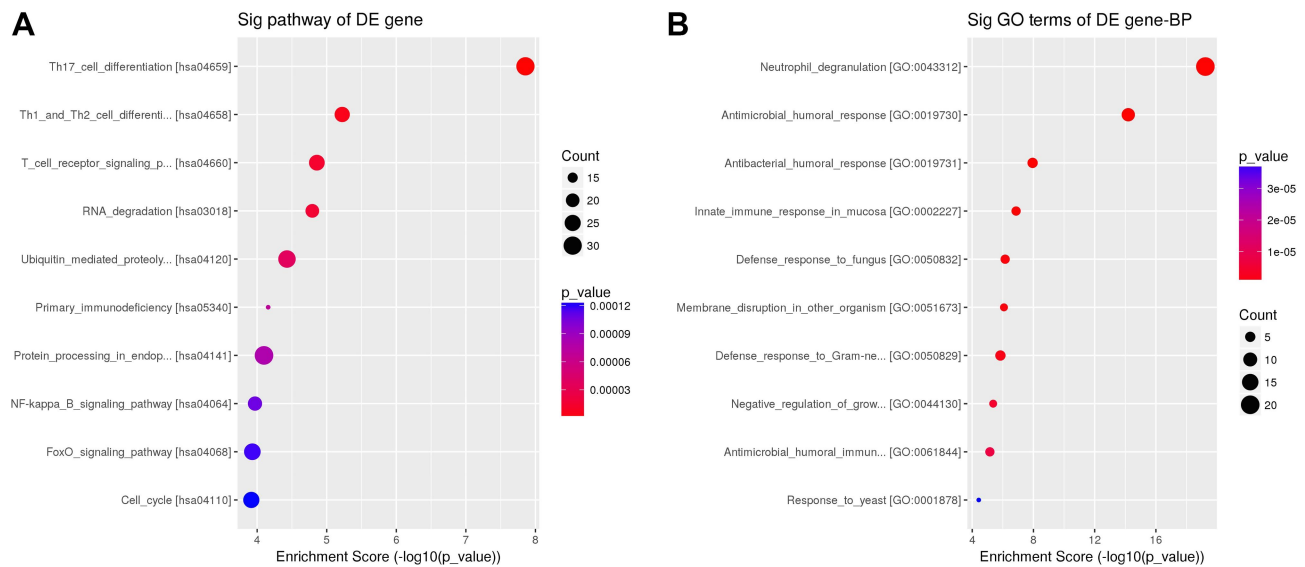 A
Sig pathway of DE gene
Th17_cell_differentiation [hsa04659]
Th1_and_Th2_cell_differenti... [hsa04658]
T_cell_receptor_signaling_p... [hsa04660]
RNA_degradation [hsa03018]
Ubiquitin_mediated_proteoly... [hsa04120]
Primary_immunodeficiency [hsa05340]
Protein_processing_in_endop... [hsa04141]
NF-kappa_B_signaling_pathway [hsa04064]
FoxO_signaling_pathway [hsa04068]
Cell_cycle [hsa04110]
4 5 6 7 8
Enrichment Score (-log10(p_value))
Count
15
20
25
30
p_value
0.00012
0.00009
0.00006
0.00003
B
Sig GO terms of DE gene-BP
Neutrophil_degranulation [GO:0043312]
Antimicrobial_humoral_response [GO:0019730]
Antibacterial_humoral_response [GO:0019731]
Innate_immune_response_in_mucosa [GO:0002227]
Defense_response_to_fungus [GO:0050832]
Membrane_disruption_in_other_organism [GO:0051673]
Defense_response_to_Gram-ne... [GO:0050829]
Negative_regulation_of_grow... [GO:0044130]
Antimicrobial_humoral_immun... [GO:0061844]
Response_to_yeast [GO:0001878]
4 8 12 16
Enrichment Score (-log10(p_value))
p_value
3e-05
2e-05
1e-05
Count
5
10
15
20